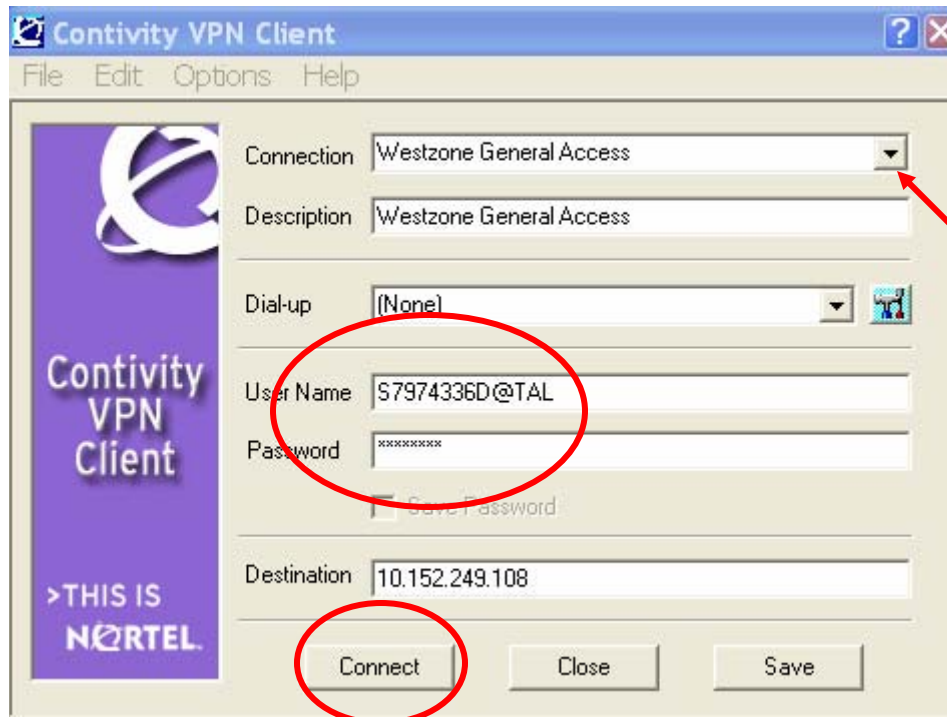 Contivity VPN Client
File Edit Options Help
Connection Westzone General Access
Description Westzone General Access
Dial-up (None)
User Name S7974336D@TAL
Password ********
Save Password
Destination 10.152.249.108
Connect Close Save
Contivity
VPN
Client
>THIS IS
NORTEL.